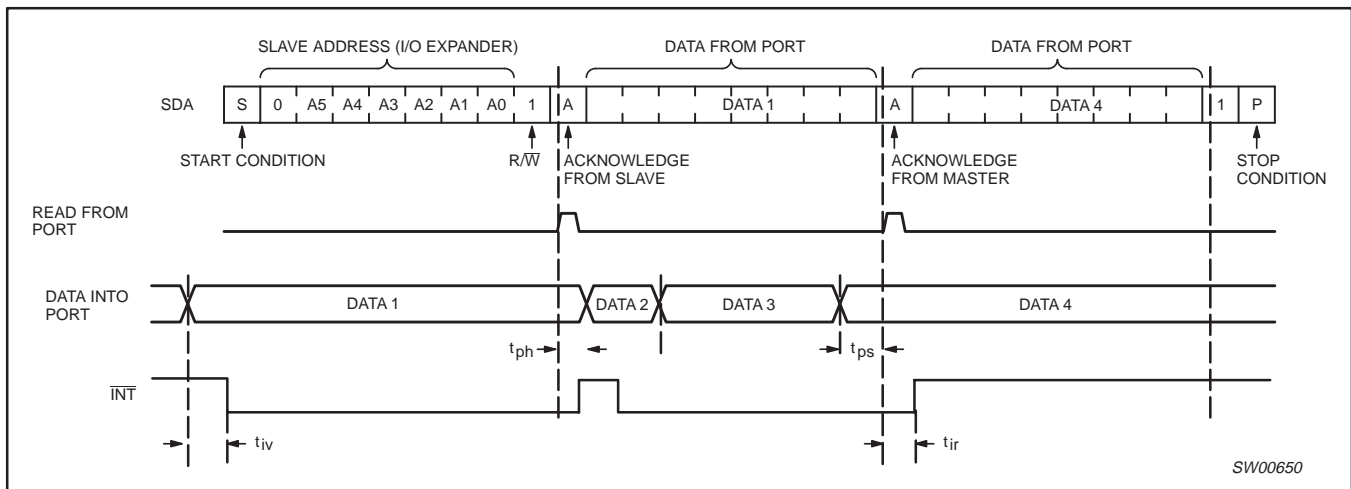 SLAVE ADDRESS (I/O EXPANDER) DATA FROM PORT DATA FROM PORT
SDA S 0 A5 A4 A3 A2 A1 A0 1 A DATA 1 A DATA 4 1 P
START CONDITION R/W̅ ACKNOWLEDGE FROM SLAVE ACKNOWLEDGE FROM MASTER STOP CONDITION
READ FROM
PORT
DATA INTO
PORT
DATA 1 DATA 2 DATA 3 DATA 4
tph tps
I̅N̅T̅
tiv tir
SW00650